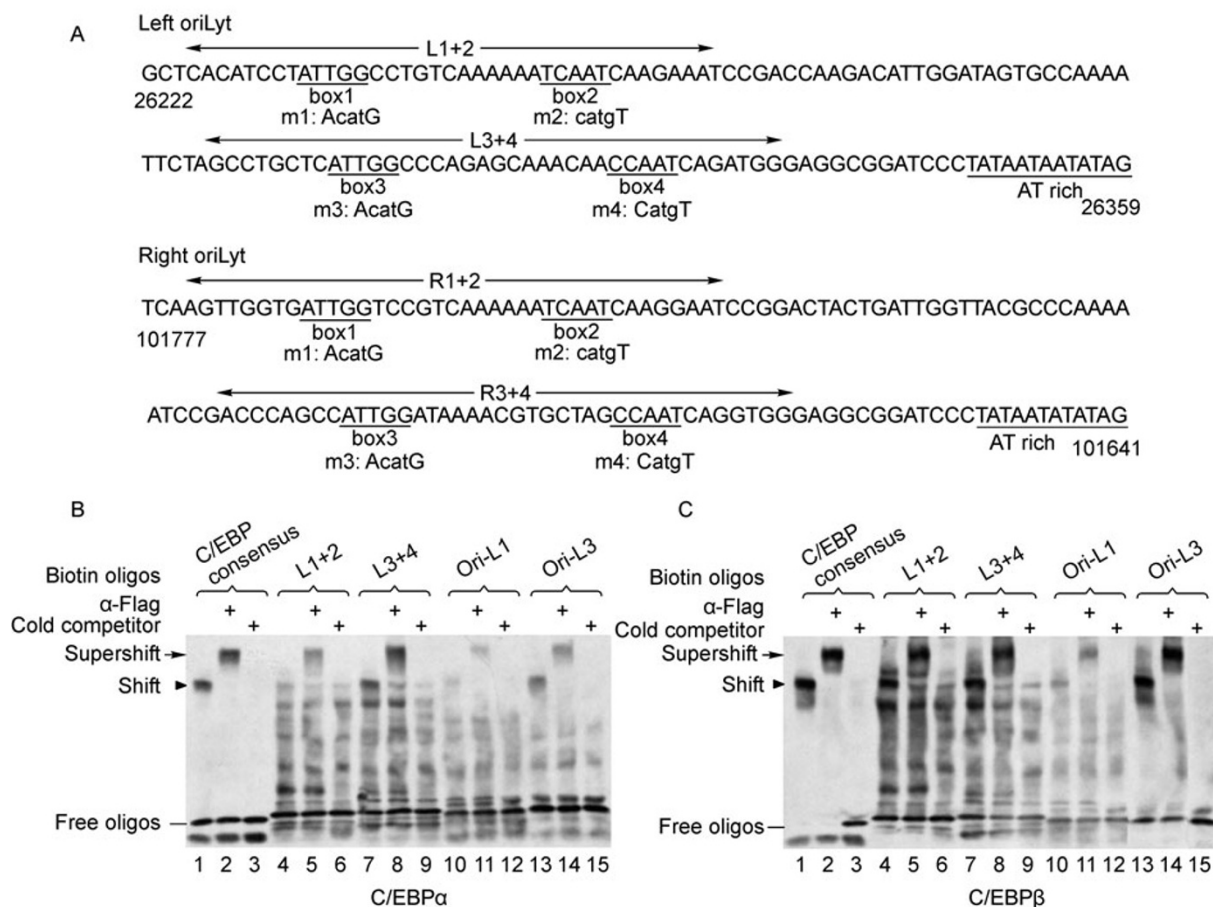 A
Left oriLyt
L1+2
GCTCACATCCTATTGGCCTGTCAAAAAATCAATCAAGAAATCCGACCAAGACATTGGATAGTGCCAAAA
26222 box1 box2
m1: AcatG m2: catgT
L3+4
TTCTAGCCTGCTCATTGGCCCAGAGCAAACAACCAATCAGATGGGAGGCGGATCCCTATAATAATATAG
box3 box4 AT rich 26359
m3: AcatG m4: CatgT
Right oriLyt
R1+2
TCAAGTTGGTGATTGGTCCGTCAAAAAATCAATCAAGGAATCCGGACTACTGATTGGTTACGCCCAAAA
101777 box1 box2
m1: AcatG m2: catgT
R3+4
ATCCGACCCAGCCATTGGATAAAACGTGCTAGCCAATCAGGTGGGAGGCGGATCCCTATAATATATAG
box3 box4 AT rich 101641
m3: AcatG m4: CatgT
B
Biotin oligos C/EBP consensus L1+2 L3+4 Ori-L1 Ori-L3
α-Flag + + + + +
Cold competitor + + + + +
Supershift
Shift
Free oligos
1 2 3 4 5 6 7 8 9 10 11 12 13 14 15
C/EBPα
C
Biotin oligos C/EBP consensus L1+2 L3+4 Ori-L1 Ori-L3
α-Flag + + + + +
Cold competitor + + + + +
Supershift
Shift
Free oligos
1 2 3 4 5 6 7 8 9 10 11 12 13 14 15
C/EBPβ